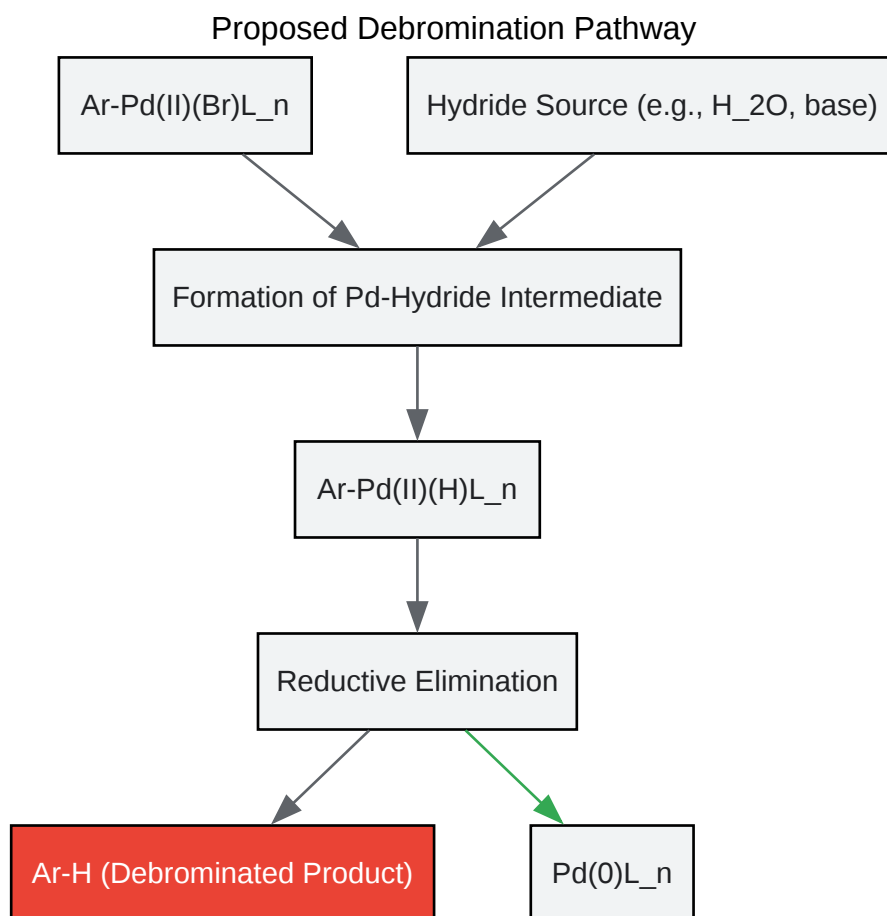 Proposed Debromination Pathway
Ar-Pd(II)(Br)L_n
Hydride Source (e.g., H_2O, base)
Formation of Pd-Hydride Intermediate
Ar-Pd(II)(H)L_n
Reductive Elimination
Ar-H (Debrominated Product)
Pd(0)L_n